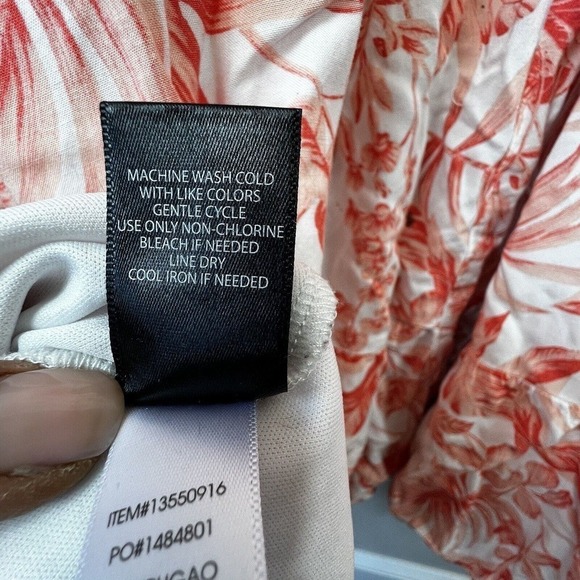 MACHINE WASH COLD
WITH LIKE COLORS
GENTLE CYCLE
USE ONLY NON-CHLORINE
BLEACH IF NEEDED
LINE DRY
COOL IRON IF NEEDED
ITEM#13550916
PO#1484801